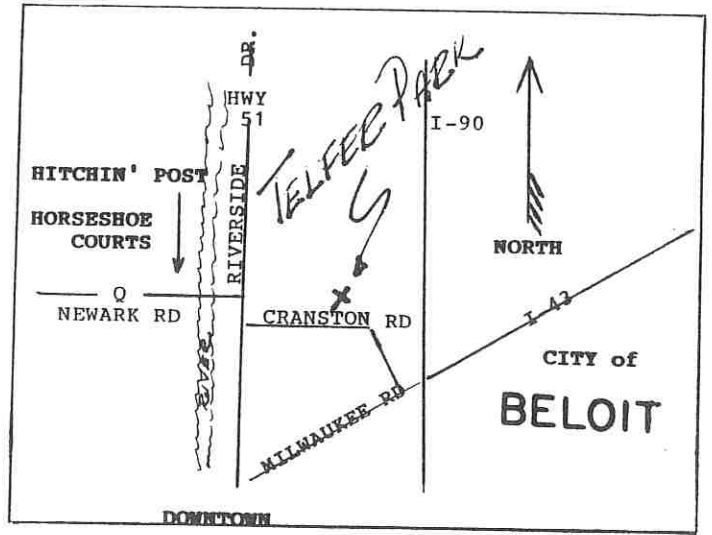 DR.
HWY
51
TELFER PARK
I-90
HITCHIN' POST
HORSESHOE
COURTS
RIVERSIDE
NORTH
Q
NEWARK RD
X
CRANSTON RD
I 43
CITY of
BELOIT
MILWAUKEE RD
DOWNTOWN